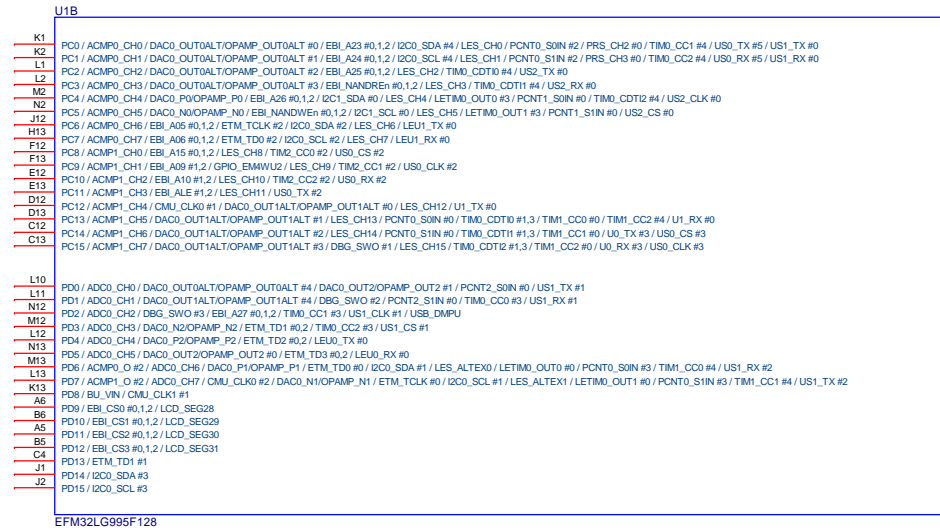 U1B
K1 PC0 / ACMP0_CH0 / DAC0_OUT0ALT/OPAMP_OUT0ALT #0 / EBI_A23 #0,1,2 / I2C0_SDA #4 / LES_CH0 / PCNT0_S0IN #2 / PRS_CH2 #0 / TIM0_CC1 #4 / US0_TX #5 / US1_TX #0
K2 PC1 / ACMP0_CH1 / DAC0_OUT0ALT/OPAMP_OUT0ALT #1 / EBI_A24 #0,1,2 / I2C0_SCL #4 / LES_CH1 / PCNT0_S1IN #2 / PRS_CH3 #0 / TIM0_CC2 #4 / US0_RX #5 / US1_RX #0
L1 PC2 / ACMP0_CH2 / DAC0_OUT0ALT/OPAMP_OUT0ALT #2 / EBI_A25 #0,1,2 / LES_CH2 / TIM0_CDTI0 #4 / US2_TX #0
L2 PC3 / ACMP0_CH3 / DAC0_OUT0ALT/OPAMP_OUT0ALT #3 / EBI_NANDREn #0,1,2 / LES_CH3 / TIM0_CDTI1 #4 / US2_RX #0
M2 PC4 / ACMP0_CH4 / DAC0_P0/OPAMP_P0 / EBI_A26 #0,1,2 / I2C1_SDA #0 / LES_CH4 / LETIM0_OUT0 #3 / PCNT1_S0IN #0 / TIM0_CDTI2 #4 / US2_CLK #0
N2 PC5 / ACMP0_CH5 / DAC0_N0/OPAMP_N0 / EBI_NANDWEn #0,1,2 / I2C1_SCL #0 / LES_CH5 / LETIM0_OUT1 #3 / PCNT1_S1IN #0 / US2_CS #0
J12 PC6 / ACMP0_CH6 / EBI_A05 #0,1,2 / ETM_TCLK #2 / I2C0_SDA #2 / LES_CH6 / LEU1_TX #0
H13 PC7 / ACMP0_CH7 / EBI_A06 #0,1,2 / ETM_TD0 #2 / I2C0_SCL #2 / LES_CH7 / LEU1_RX #0
F12 PC8 / ACMP1_CH0 / EBI_A15 #0,1,2 / LES_CH8 / TIM2_CC0 #2 / US0_CS #2
F13 PC9 / ACMP1_CH1 / EBI_A09 #1,2 / GPIO_EM4WU2 / LES_CH9 / TIM2_CC1 #2 / US0_CLK #2
E12 PC10 / ACMP1_CH2 / EBI_A10 #1,2 / LES_CH10 / TIM2_CC2 #2 / US0_RX #2
E13 PC11 / ACMP1_CH3 / EBI_ALE #1,2 / LES_CH11 / US0_TX #2
D12 PC12 / ACMP1_CH4 / CMU_CLK0 #1 / DAC0_OUT1ALT/OPAMP_OUT1ALT #0 / LES_CH12 / U1_TX #0
D13 PC13 / ACMP1_CH5 / DAC0_OUT1ALT/OPAMP_OUT1ALT #1 / LES_CH13 / PCNT0_S0IN #0 / TIM0_CDTI0 #1,3 / TIM1_CC0 #0 / TIM1_CC2 #4 / U1_RX #0
C12 PC14 / ACMP1_CH6 / DAC0_OUT1ALT/OPAMP_OUT1ALT #2 / LES_CH14 / PCNT0_S1IN #0 / TIM0_CDTI1 #1,3 / TIM1_CC1 #0 / U0_TX #3 / US0_CS #3
C13 PC15 / ACMP1_CH7 / DAC0_OUT1ALT/OPAMP_OUT1ALT #3 / DBG_SWO #1 / LES_CH15 / TIM0_CDTI2 #1,3 / TIM1_CC2 #0 / U0_RX #3 / US0_CLK #3
L10 PD0 / ADC0_CH0 / DAC0_OUT0ALT/OPAMP_OUT0ALT #4 / DAC0_OUT2/OPAMP_OUT2 #1 / PCNT2_S0IN #0 / US1_TX #1
L11 PD1 / ADC0_CH1 / DAC0_OUT1ALT/OPAMP_OUT1ALT #4 / DBG_SWO #2 / PCNT2_S1IN #0 / TIM0_CC0 #3 / US1_RX #1
N12 PD2 / ADC0_CH2 / DBG_SWO #3 / EBI_A27 #0,1,2 / TIM0_CC1 #3 / US1_CLK #1 / USB_DMPU
M12 PD3 / ADC0_CH3 / DAC0_N2/OPAMP_N2 / ETM_TD1 #0,2 / TIM0_CC2 #3 / US1_CS #1
L12 PD4 / ADC0_CH4 / DAC0_P2/OPAMP_P2 / ETM_TD2 #0,2 / LEU0_TX #0
N13 PD5 / ADC0_CH5 / DAC0_OUT2/OPAMP_OUT2 #0 / ETM_TD3 #0,2 / LEU0_RX #0
M13 PD6 / ACMP0_O #2 / ADC0_CH6 / DAC0_P1/OPAMP_P1 / ETM_TD0 #0 / I2C0_SDA #1 / LES_ALTEX0 / LETIM0_OUT0 #0 / PCNT0_S0IN #3 / TIM1_CC0 #4 / US1_RX #2
L13 PD7 / ACMP1_O #2 / ADC0_CH7 / CMU_CLK0 #2 / DAC0_N1/OPAMP_N1 / ETM_TCLK #0 / I2C0_SCL #1 / LES_ALTEX1 / LETIM0_OUT1 #0 / PCNT0_S1IN #3 / TIM1_CC1 #4 / US1_TX #2
K13 PD8 / BU_VIN / CMU_CLK1 #1
A6 PD9 / EBI_CS0 #0,1,2 / LCD_SEG28
B6 PD10 / EBI_CS1 #0,1,2 / LCD_SEG29
A5 PD11 / EBI_CS2 #0,1,2 / LCD_SEG30
B5 PD12 / EBI_CS3 #0,1,2 / LCD_SEG31
C4 PD13 / ETM_TD1 #1
J1 PD14 / I2C0_SDA #3
J2 PD15 / I2C0_SCL #3
EFM32LG995F128